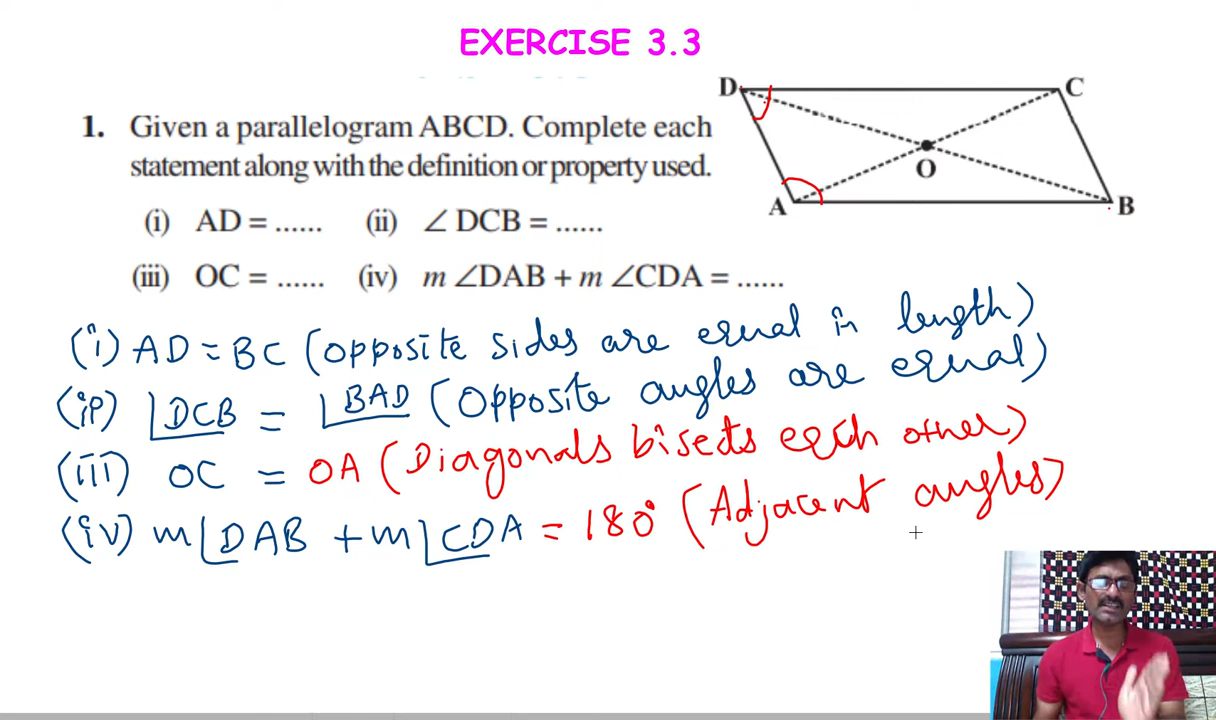 EXERCISE 3.3
1. Given a parallelogram ABCD. Complete each
statement along with the definition or property used.
(i) AD = ...... (ii) ∠ DCB = ......
(iii) OC = ...... (iv) m ∠DAB + m ∠CDA = ......
D C
O
A B
(i) AD = BC (opposite sides are equal in length)
(ii) ∠DCB = ∠BAD (Opposite angles are equal)
(iii) OC = OA (Diagonals bisects each other)
(iv) m∠DAB + m∠CDA = 180° (Adjacent angles)